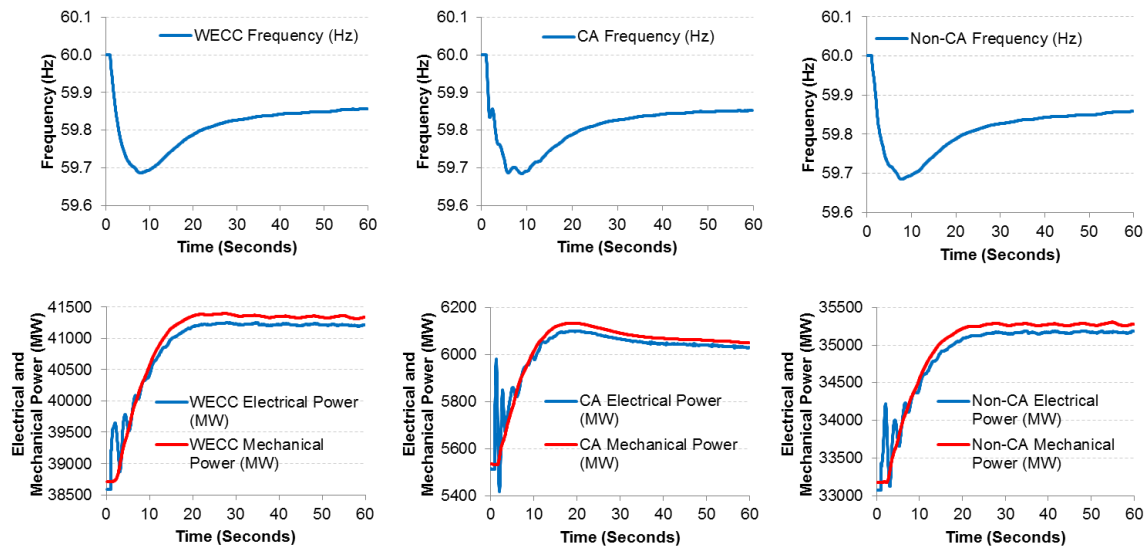 60.1
60.0
59.9
59.8
59.7
59.6
Frequency (Hz)
WECC Frequency (Hz)
0 10 20 30 40 50 60
Time (Seconds)
60.1
60.0
59.9
59.8
59.7
59.6
Frequency (Hz)
CA Frequency (Hz)
0 10 20 30 40 50 60
Time (Seconds)
60.1
60.0
59.9
59.8
59.7
59.6
Frequency (Hz)
Non-CA Frequency (Hz)
0 10 20 30 40 50 60
Time (Seconds)
41500
41000
40500
40000
39500
39000
38500
Electrical and
Mechanical Power (MW)
WECC Electrical Power
(MW)
WECC Mechanical
Power (MW)
0 10 20 30 40 50 60
Time (Seconds)
6200
6000
5800
5600
5400
Electrical and
Mechanical Power (MW)
CA Electrical Power
(MW)
CA Mechanical Power
(MW)
0 10 20 30 40 50 60
Time (Seconds)
35500
35000
34500
34000
33500
33000
Electrical and
Mechanical Power (MW)
Non-CA Electrical
Power (MW)
Non-CA Mechanical
Power (MW)
0 10 20 30 40 50 60
Time (Seconds)